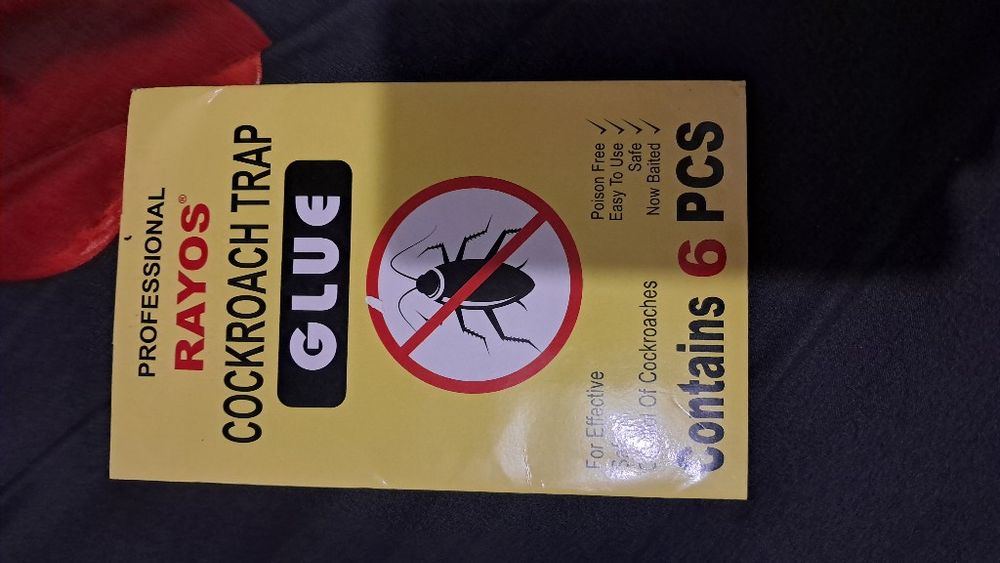 PROFESSIONAL
RAYOS®
COCKROACH TRAP
GLUE
For Effective
Of Cockroaches
Poison Free ✓
Easy To Use ✓
Safe ✓
Now Baited ✓
Contains 6 PCS